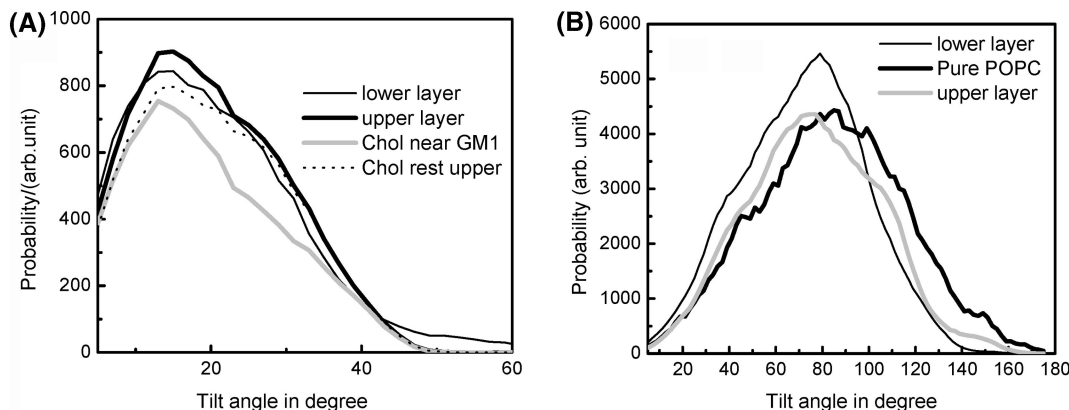 (A)
1000
800
600
400
200
0
20
40
60
Probability/(arb.unit)
Tilt angle in degree
lower layer
upper layer
Chol near GM1
Chol rest upper
(B)
6000
5000
4000
3000
2000
1000
0
20 40 60 80 100 120 140 160 180
Probability (arb. unit)
Tilt angle in degree
lower layer
Pure POPC
upper layer